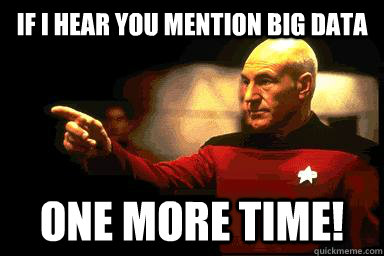 IF I HEAR YOU MENTION BIG DATA
ONE MORE TIME!
quickmeme.com